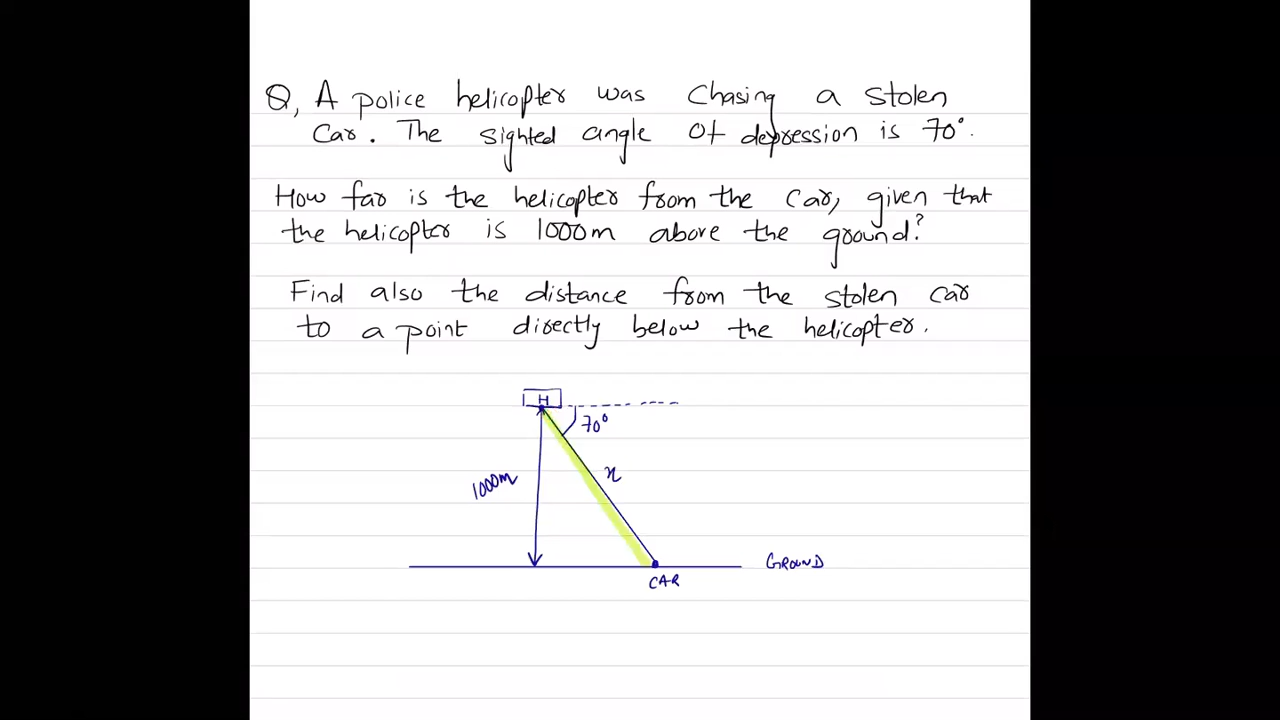 Q, A police helicopter was chasing a stolen
car. The sighted angle of depression is 70°.
How far is the helicopter from the car, given that
the helicopter is 1000m above the ground?
Find also the distance from the stolen car
to a point directly below the helicopter.
H
70°
1000m
x
GROUND
CAR